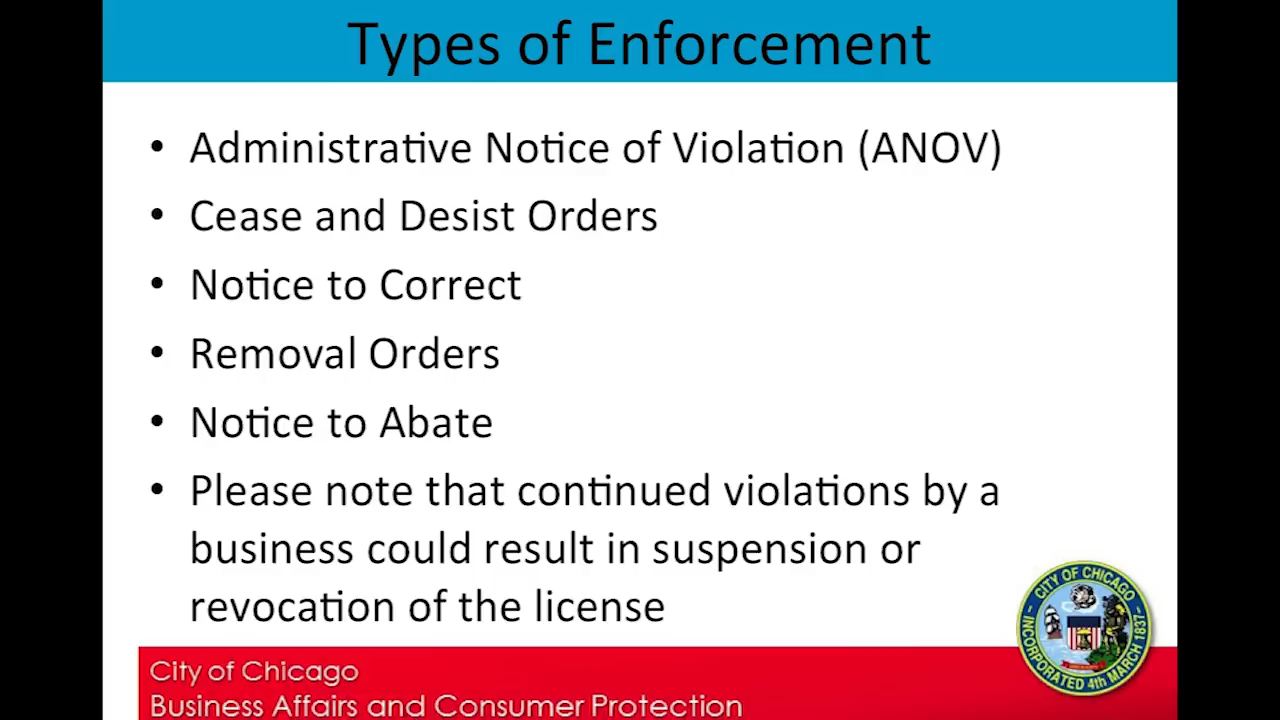 Types of Enforcement
• Administrative Notice of Violation (ANOV)
• Cease and Desist Orders
• Notice to Correct
• Removal Orders
• Notice to Abate
• Please note that continued violations by a
business could result in suspension or
revocation of the license
CITY OF CHICAGO
INCORPORATED 4th MARCH 1837
City of Chicago
Business Affairs and Consumer Protection